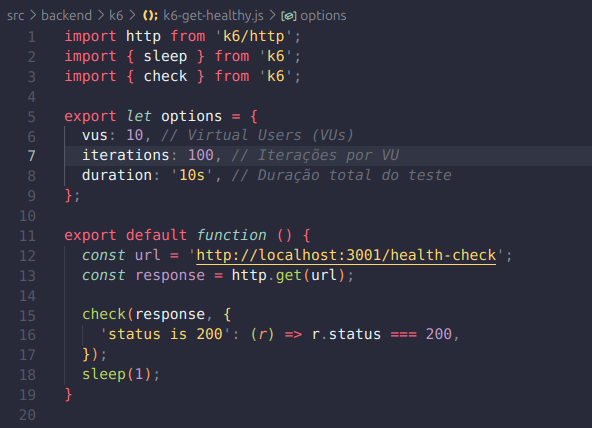 src > backend > k6 > k6-get-healthy.js > options
1 import http from 'k6/http';
2 import { sleep } from 'k6';
3 import { check } from 'k6';
4
5 export let options = {
6   vus: 10, // Virtual Users (VUs)
7   iterations: 100, // Iterações por VU
8   duration: '10s', // Duração total do teste
9 };
10
11 export default function () {
12   const url = 'http://localhost:3001/health-check';
13   const response = http.get(url);
14
15   check(response, {
16     'status is 200': (r) => r.status === 200,
17   });
18   sleep(1);
19 }
20